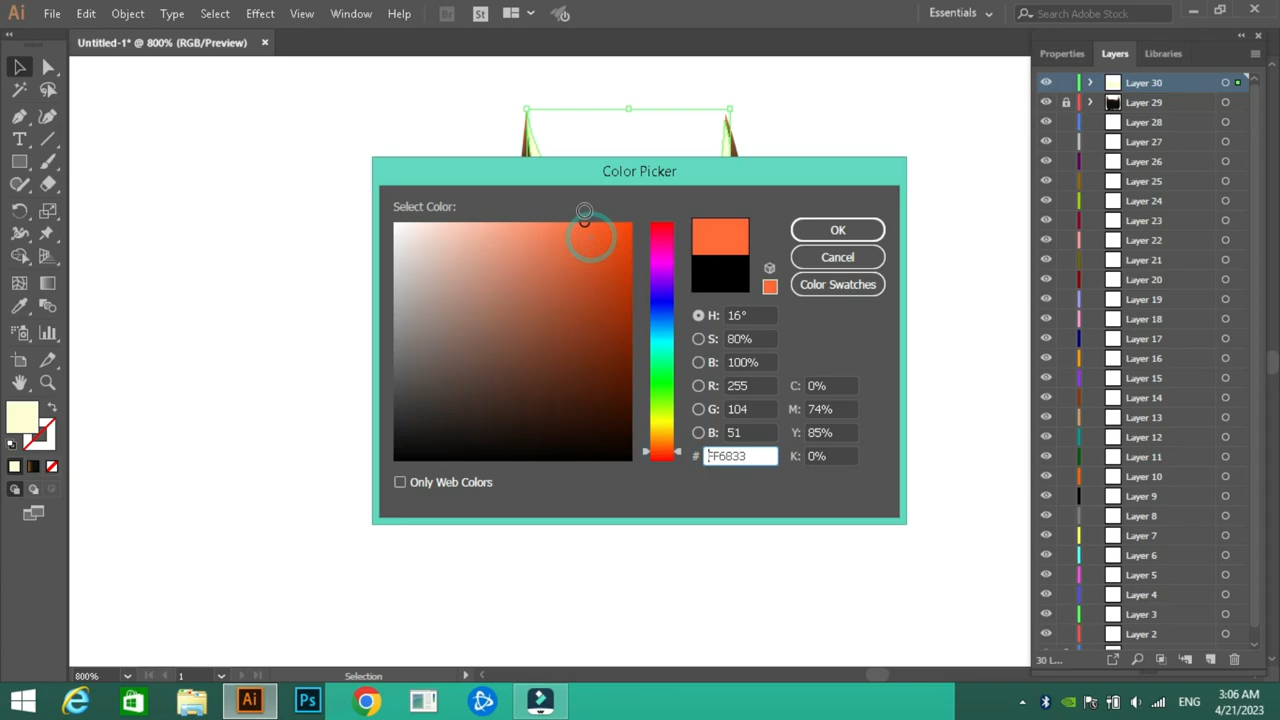 Ai File Edit Object Type Select Effect View Window Help Br St Essentials Search Adobe Stock
Untitled-1* @ 800% (RGB/Preview)
Properties Layers Libraries
Layer 30
Layer 29
Layer 28
Layer 27
Layer 26
Layer 25
Layer 24
Layer 23
Layer 22
Layer 21
Layer 20
Layer 19
Layer 18
Layer 17
Layer 16
Layer 15
Layer 14
Layer 13
Layer 12
Layer 11
Layer 10
Layer 9
Layer 8
Layer 7
Layer 6
Layer 5
Layer 4
Layer 3
Layer 2
30 L...
Color Picker
Select Color:
OK
Cancel
Color Swatches
H: 16°
S: 80%
B: 100%
R: 255 C: 0%
G: 104 M: 74%
B: 51 Y: 85%
# FF6833 K: 0%
Only Web Colors
800% 1 Selection
Ai Ps ENG
3:06 AM
4/21/2023